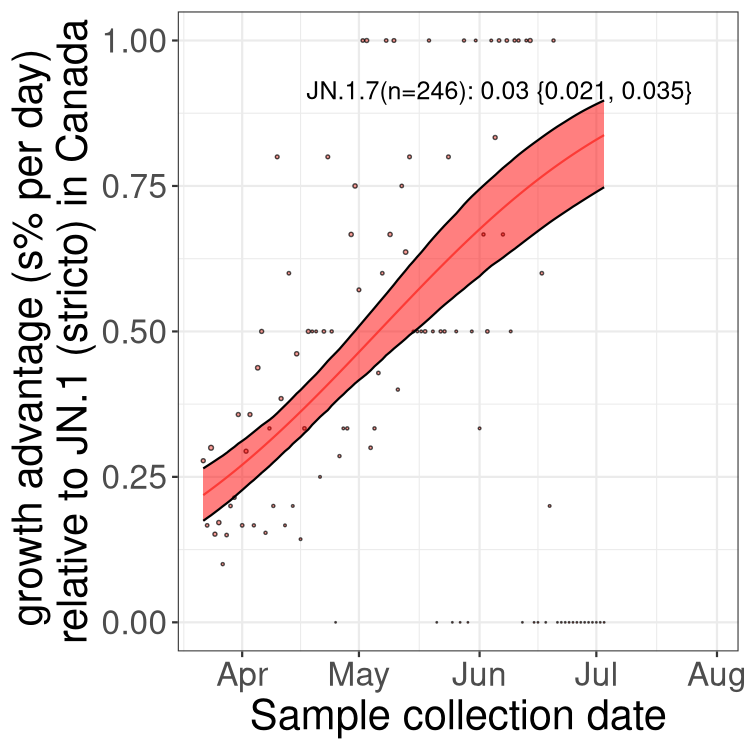 growth advantage (s% per day)
relative to JN.1 (stricto) in Canada
1.00
0.75
0.50
0.25
0.00
JN.1.7(n=246): 0.03 {0.021, 0.035}
Apr May Jun Jul Aug
Sample collection date